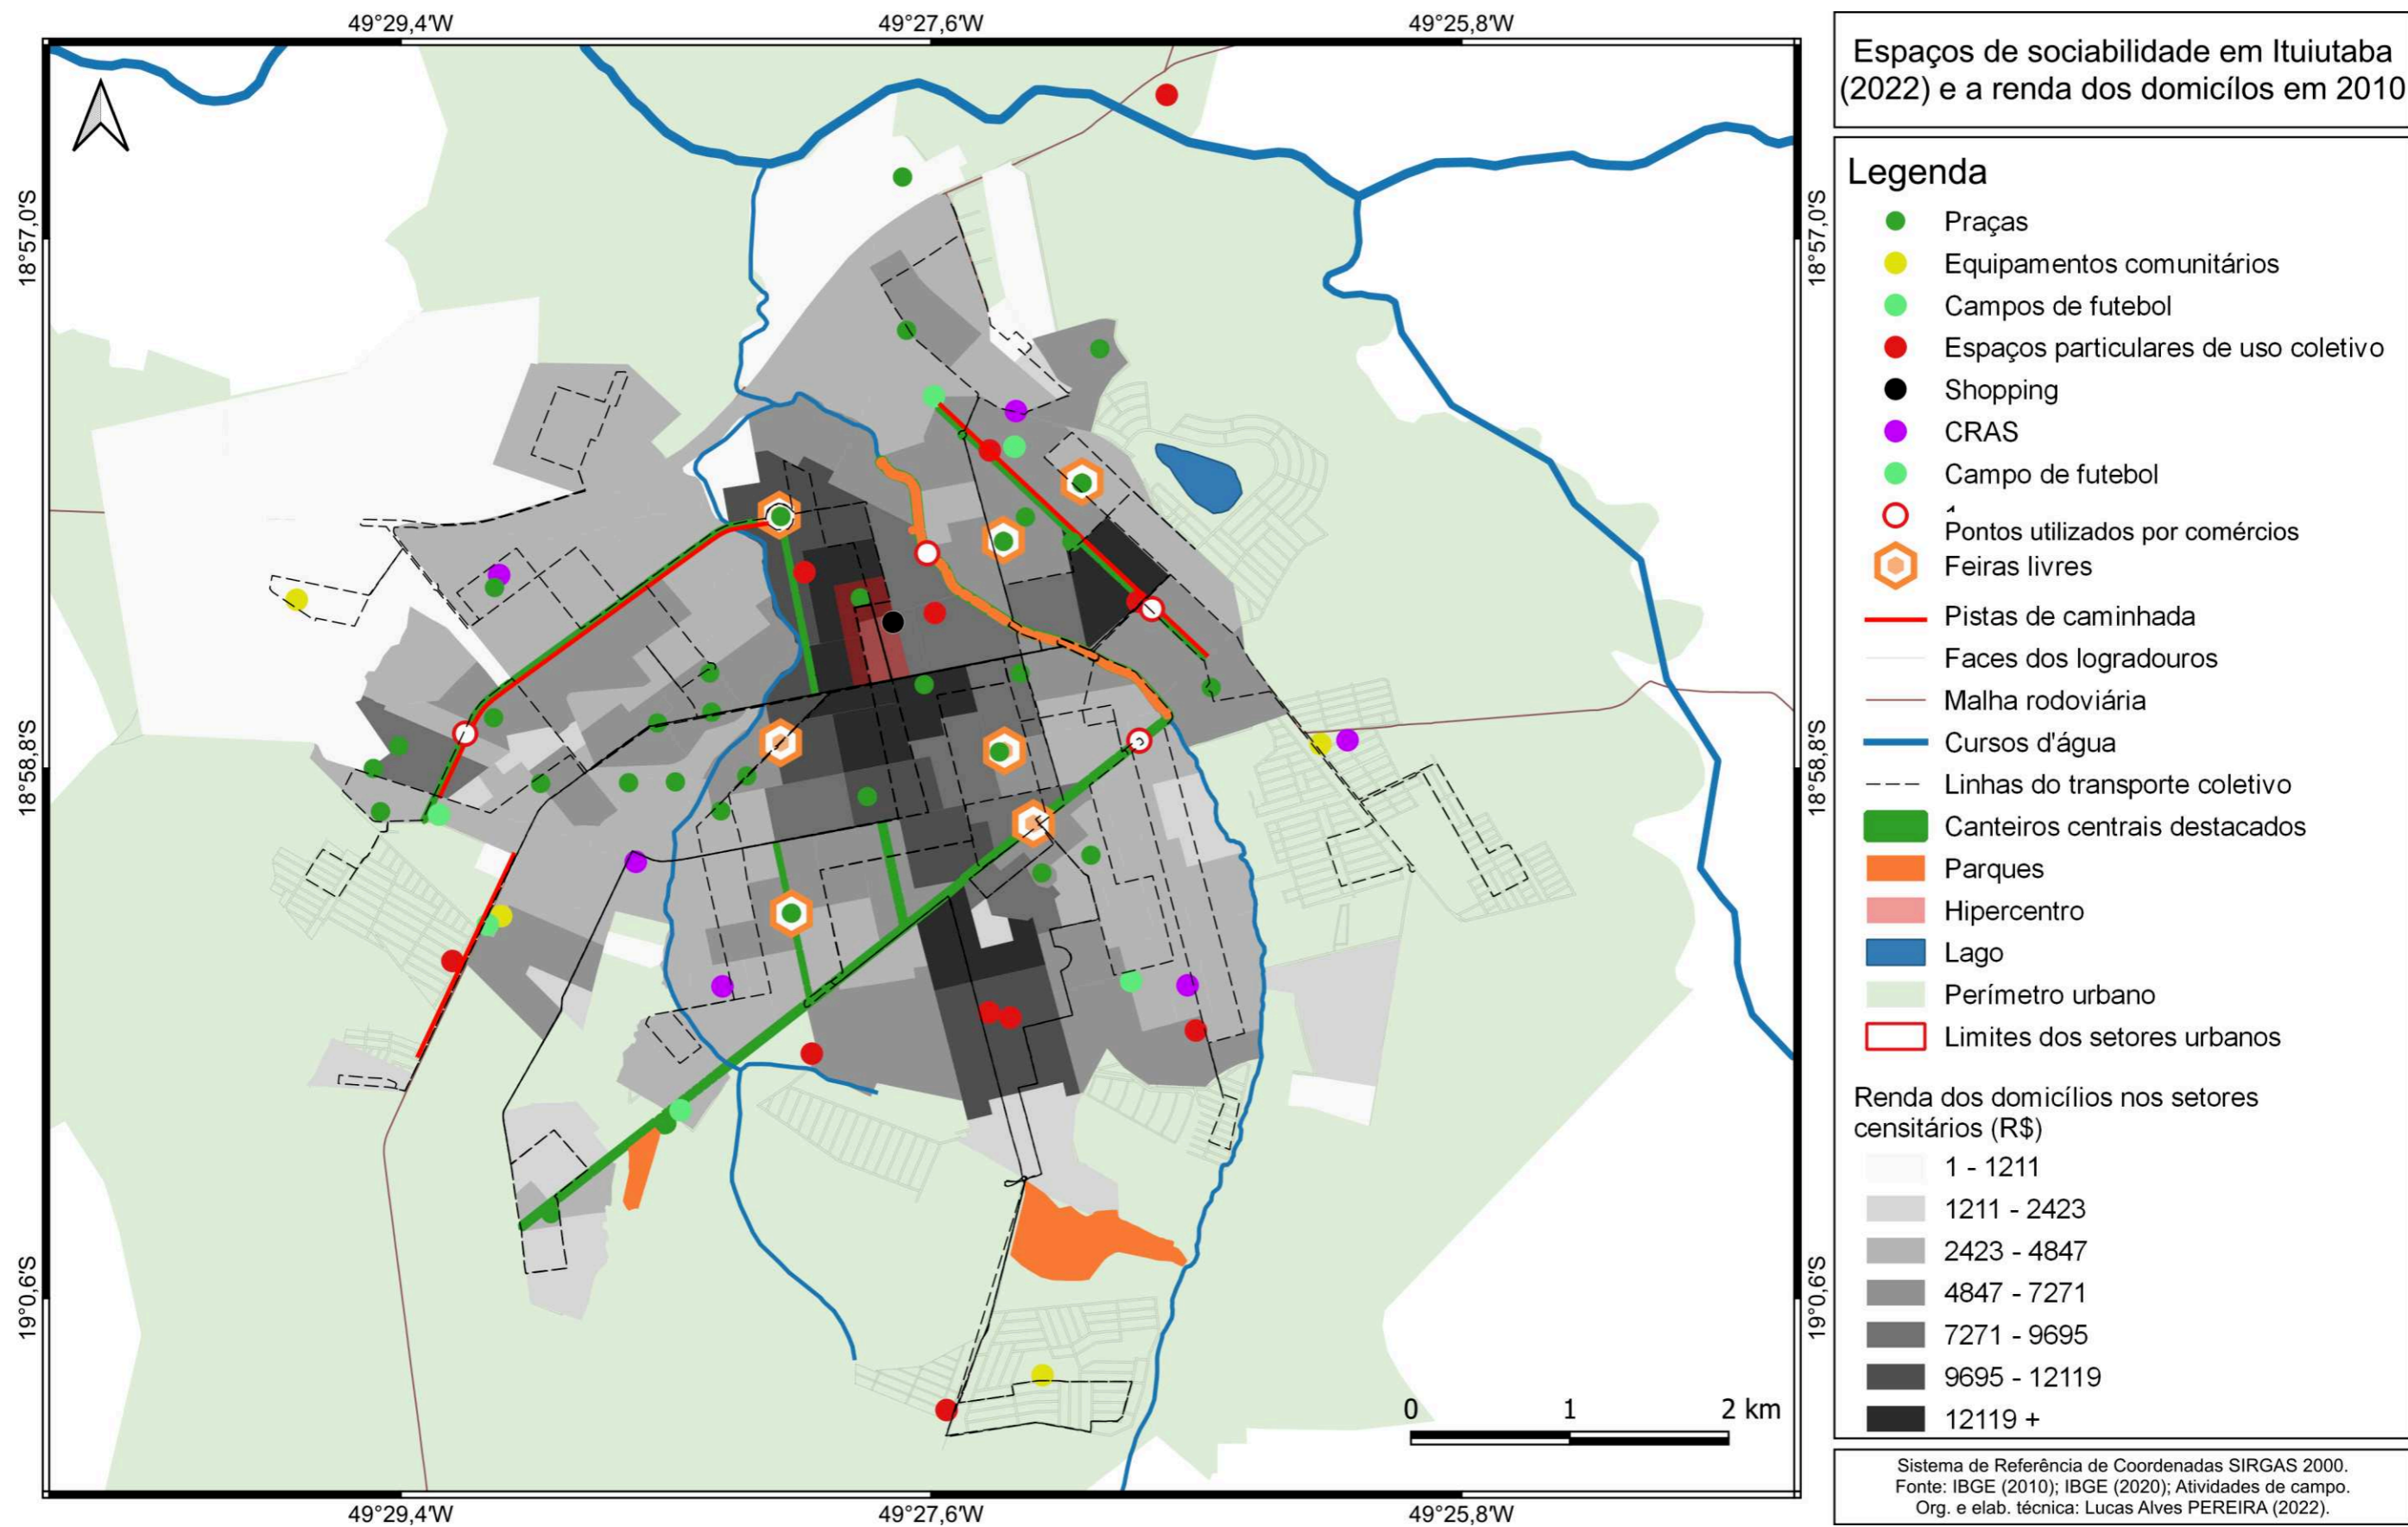 49°29,4'W
49°27,6'W
49°25,8'W
18°57,0'S
18°57,0'S
18°58,8'S
18°58,8'S
19°0,6'S
19°0,6'S
0 1 2 km
49°29,4'W
49°27,6'W
49°25,8'W
Espaços de sociabilidade em Ituiutaba
(2022) e a renda dos domicílos em 2010
Legenda
Praças
Equipamentos comunitários
Campos de futebol
Espaços particulares de uso coletivo
Shopping
CRAS
Campo de futebol
Pontos utilizados por comércios
Feiras livres
Pistas de caminhada
Faces dos logradouros
Malha rodoviária
Cursos d'água
Linhas do transporte coletivo
Canteiros centrais destacados
Parques
Hipercentro
Lago
Perímetro urbano
Limites dos setores urbanos
Renda dos domicílios nos setores
censitários (R$)
1 - 1211
1211 - 2423
2423 - 4847
4847 - 7271
7271 - 9695
9695 - 12119
12119 +
Sistema de Referência de Coordenadas SIRGAS 2000.
Fonte: IBGE (2010); IBGE (2020); Atividades de campo.
Org. e elab. técnica: Lucas Alves PEREIRA (2022).